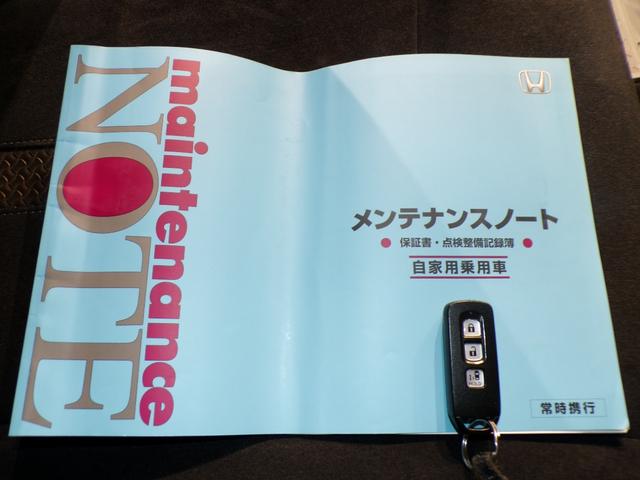 maintenance
NOTE
メンテナンスノート
● 保証書・点検整備記録簿 ●
自家用乗用車
HOLD
常時携行